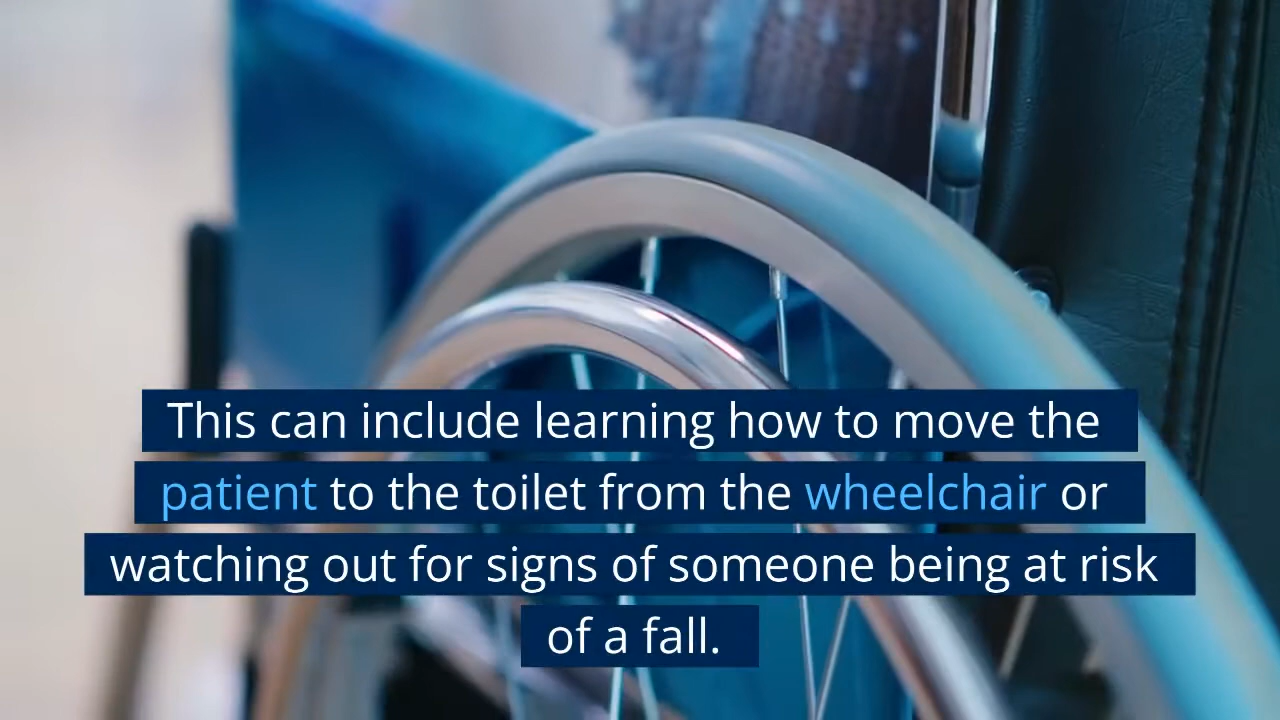 This can include learning how to move the
patient to the toilet from the wheelchair or
watching out for signs of someone being at risk
of a fall.